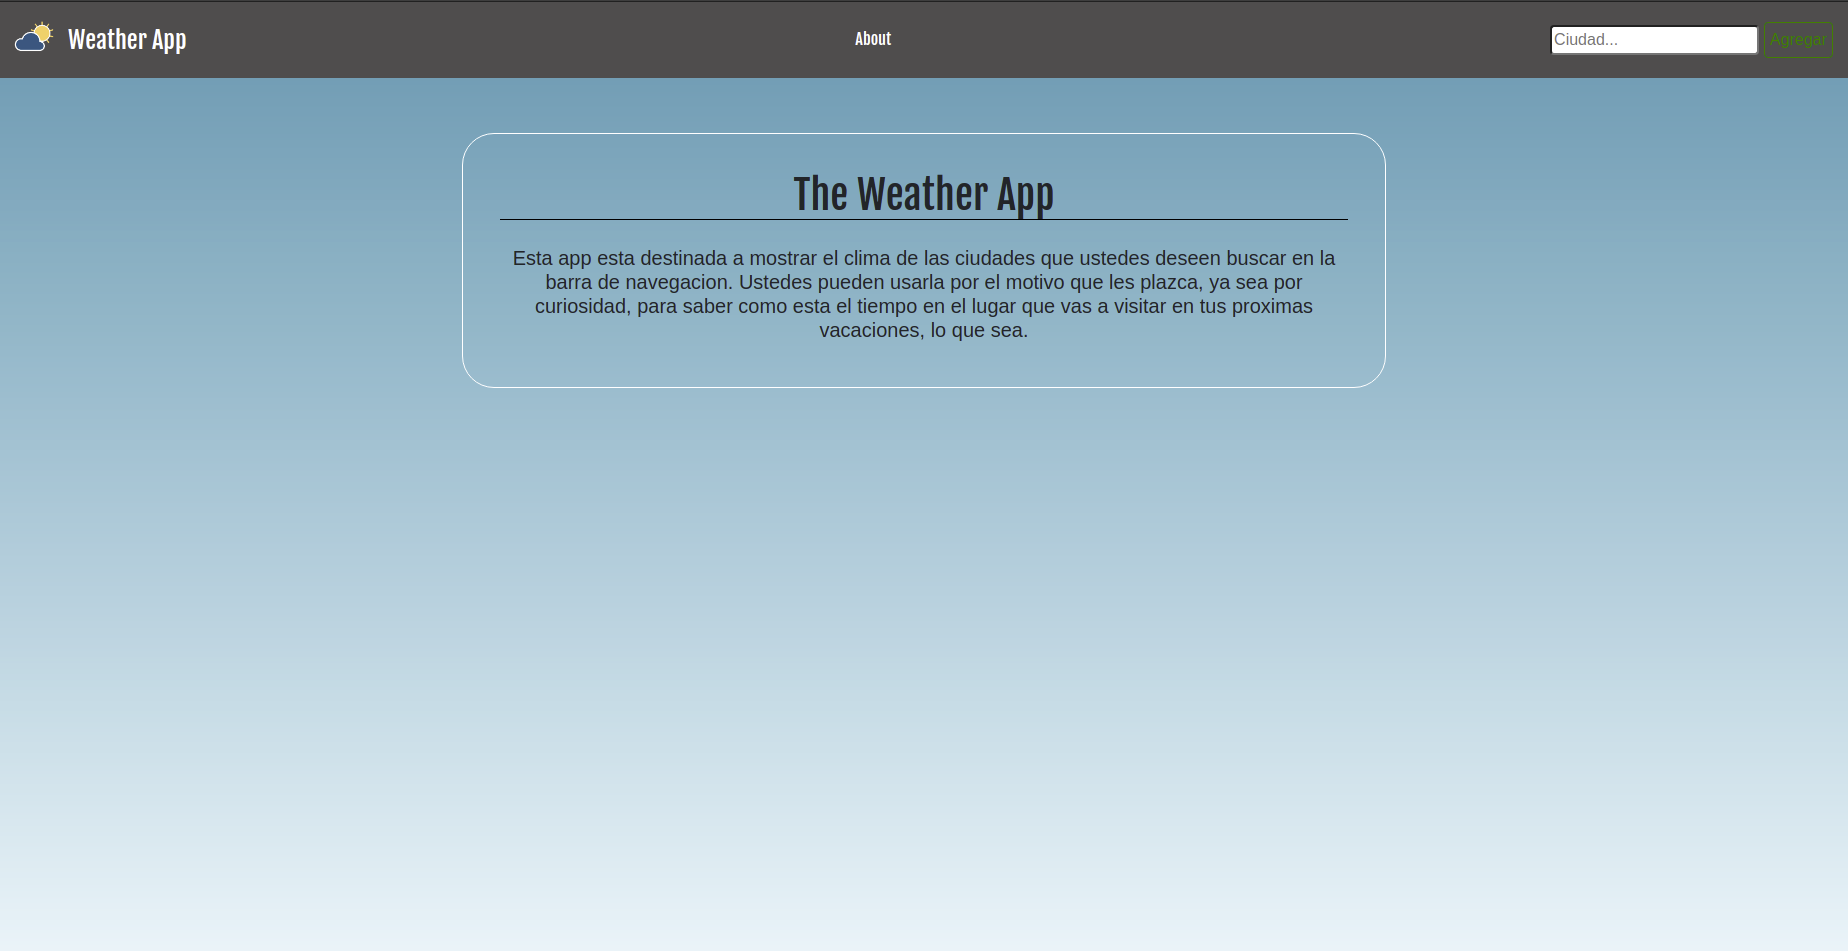 Weather App
About
Ciudad...
Agregar
The Weather App
Esta app esta destinada a mostrar el clima de las ciudades que ustedes deseen buscar en la
barra de navegacion. Ustedes pueden usarla por el motivo que les plazca, ya sea por
curiosidad, para saber como esta el tiempo en el lugar que vas a visitar en tus proximas
vacaciones, lo que sea.